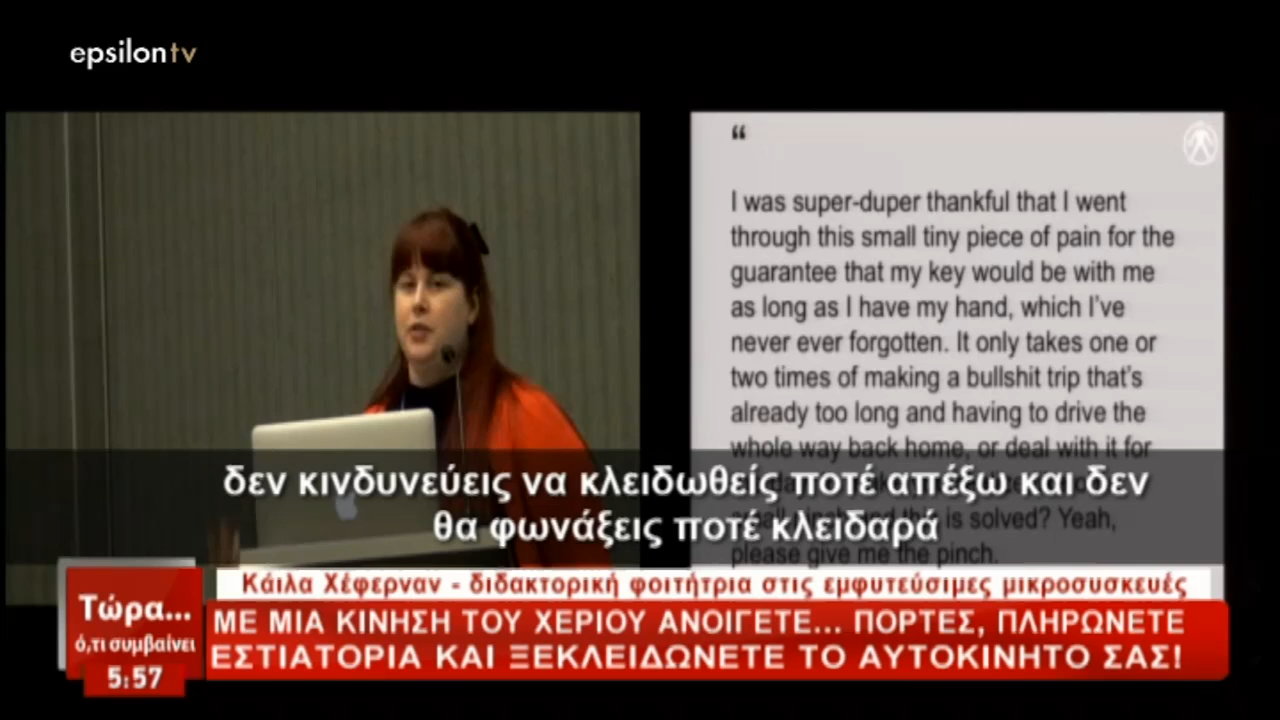 epsilontv
“
I was super-duper thankful that I went
through this small tiny piece of pain for the
guarantee that my key would be with me
as long as I have my hand, which I've
never ever forgotten. It only takes one or
two times of making a bullshit trip that's
already too long and having to drive the
whole way back home, or deal with it for
is solved? Yeah,
please give me the pinch.
δεν κινδυνεύεις να κλειδωθείς ποτέ απέξω και δεν
θα φωνάξεις ποτέ κλειδαρά
Κάιλα Χέφερναν - διδακτορική φοιτήτρια στις εμφυτεύσιμες μικροσυσκευές
Τώρα...
ό,τι συμβαίνει
5:57
ΜΕ ΜΙΑ ΚΙΝΗΣΗ ΤΟΥ ΧΕΡΙΟΥ ΑΝΟΙΓΕΤΕ... ΠΟΡΤΕΣ, ΠΛΗΡΩΝΕΤΕ
ΕΣΤΙΑΤΟΡΙΑ ΚΑΙ ΞΕΚΛΕΙΔΩΝΕΤΕ ΤΟ ΑΥΤΟΚΙΝΗΤΟ ΣΑΣ!